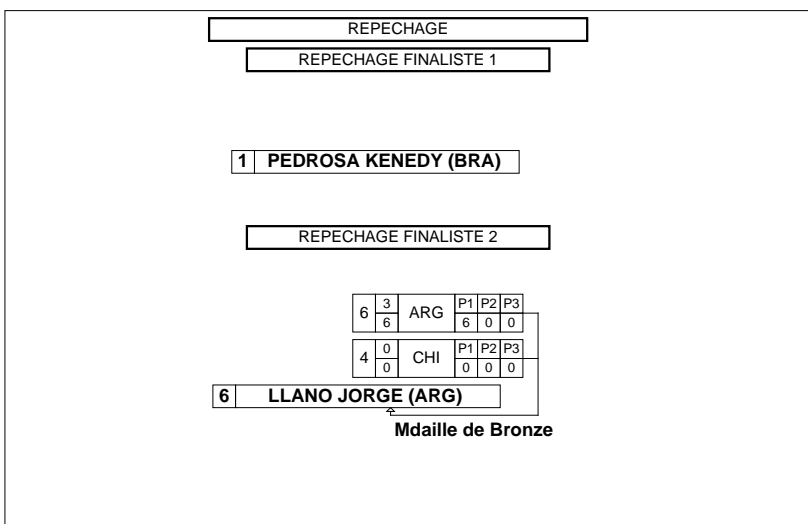 REPECHAGE
REPECHAGE FINALISTE 1
1 PEDROSA KENEDY (BRA)
REPECHAGE FINALISTE 2
6 3 ARG P1 P2 P3
6 6 0 0
4 0 CHI P1 P2 P3
0 0 0 0
6 LLANO JORGE (ARG)
Mdaille de Bronze